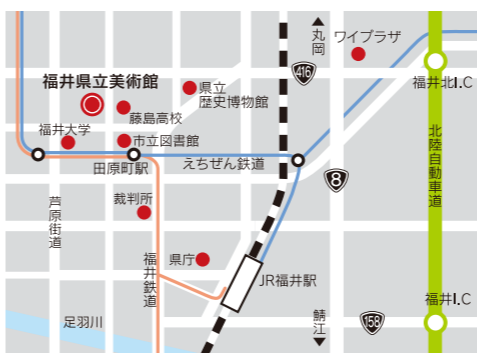 丸岡
ワイプラザ
416
福井北I.C
福井県立美術館
県立
歴史博物館
藤島高校
福井大学
市立図書館
田原町駅
えちぜん鉄道
北陸自動車道
8
裁判所
芦原街道
福井鉄道
県庁
JR福井駅
足羽川
鯖江
158
福井I.C